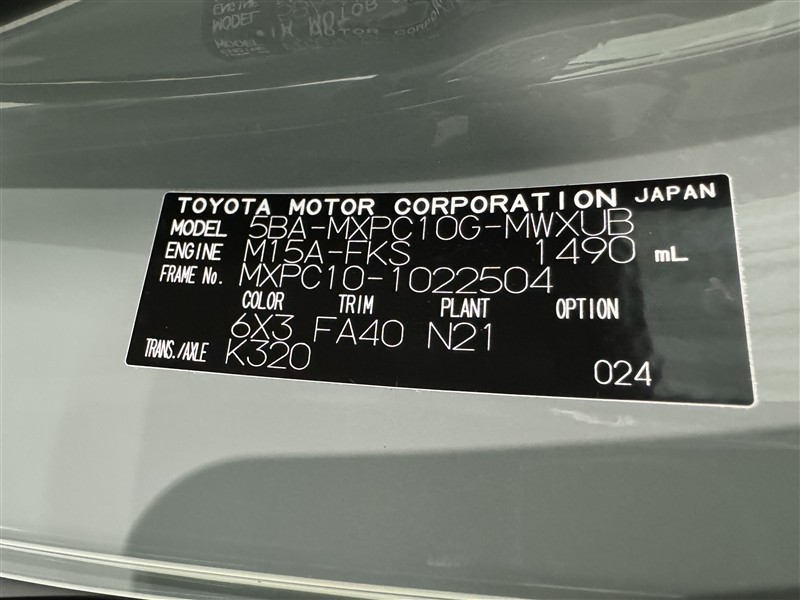 TOYOTA MOTOR CORPORATION JAPAN
MODEL 5BA-MXPC10G-MWXUB
ENGINE M15A-FKS 1490 mL
FRAME No. MXPC10-1022504
COLOR TRIM PLANT OPTION
6X3 FA40 N21
TRANS./AXLE K320
024